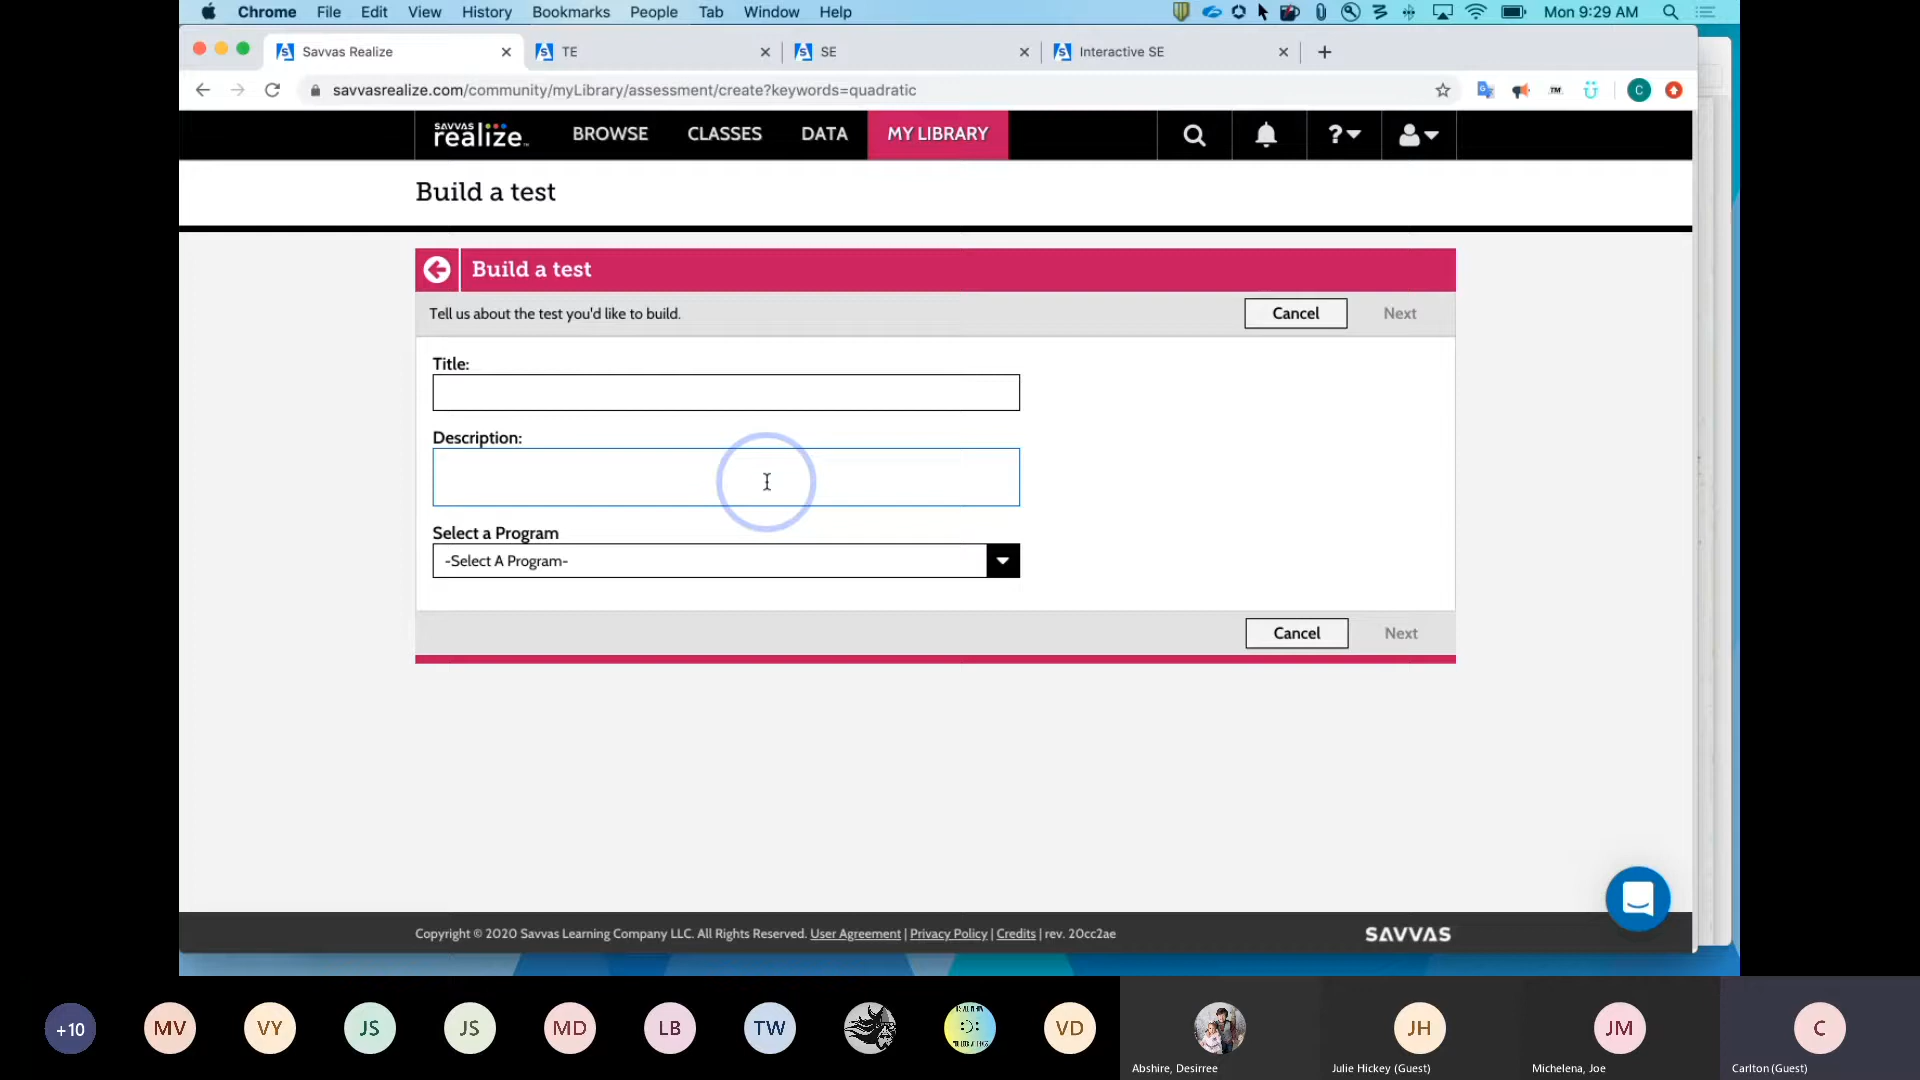 Chrome File Edit View History Bookmarks People Tab Window Help Mon 9:29 AM
Savvas Realize TE SE Interactive SE
savvasrealize.com/community/myLibrary/assessment/create?keywords=quadratic TM C
SAVVAS realize BROWSE CLASSES DATA MY LIBRARY ?
Build a test
Build a test
Tell us about the test you'd like to build. Cancel Next
Title:
Description:
Select a Program
-Select A Program-
Cancel Next
Copyright © 2020 Savvas Learning Company LLC. All Rights Reserved. User Agreement | Privacy Policy | Credits | rev. 20cc2ae SAVVAS
+10 MV VY JS JS MD LB TW VD JH JM C
Abshire, Desirree Julie Hickey (Guest) Michelena, Joe Carlton (Guest)